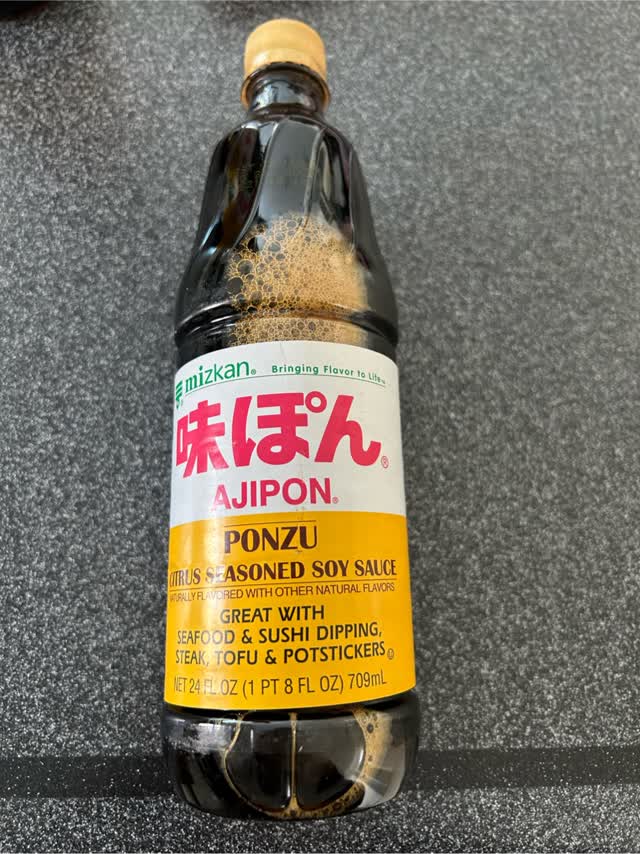 mizkan® Bringing Flavor to Life™
味ぽん®
AJIPON®
PONZU
CITRUS SEASONED SOY SAUCE
NATURALLY FLAVORED WITH OTHER NATURAL FLAVORS
GREAT WITH
SEAFOOD & SUSHI DIPPING,
STEAK, TOFU & POTSTICKERS
NET 24 FL OZ (1 PT 8 FL OZ) 709mL